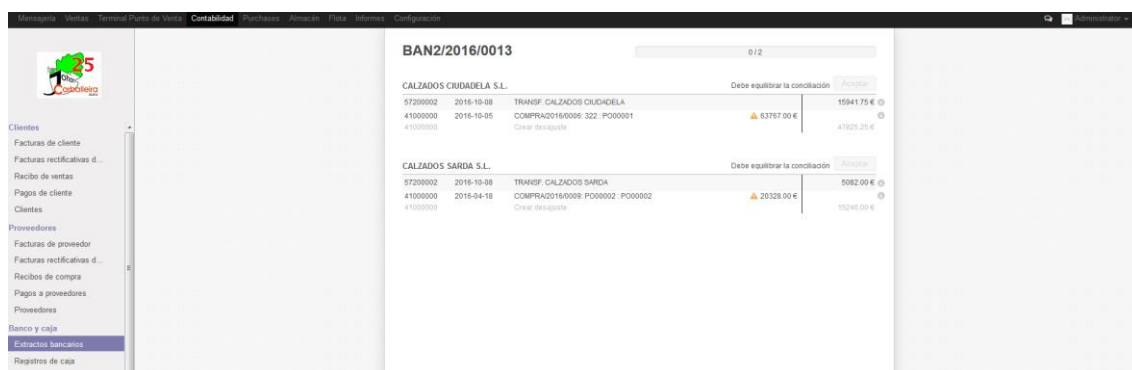 Mensajería Ventas Terminal Punto de Venta Contabilidad Purchases Almacén Flota Informes Configuración Administrator
25
Carballeira
Clientes
Facturas de cliente
Facturas rectificativas d...
Recibo de ventas
Pagos de cliente
Clientes
Proveedores
Facturas de proveedor
Facturas rectificativas d...
Recibos de compra
Pagos a proveedores
Proveedores
Banco y caja
Extractos bancarios
Registros de caja
BAN2/2016/0013 0 / 2
CALZADOS CIUDADELA S.L. Debe equilibrar la conciliación Aceptar
57200002 2016-10-08 TRANSF. CALZADOS CIUDADELA 15941.75 €
41000000 2016-10-05 COMPRA/2016/0006: 322 : PO00001 63767.00 €
41000000 Crear desajuste 47825.25 €
CALZADOS SARDA S.L. Debe equilibrar la conciliación Aceptar
57200002 2016-10-08 TRANSF. CALZADOS SARDA 5082.00 €
41000000 2016-04-18 COMPRA/2016/0009: PO00002 : PO00002 20328.00 €
41000000 Crear desajuste 15246.00 €